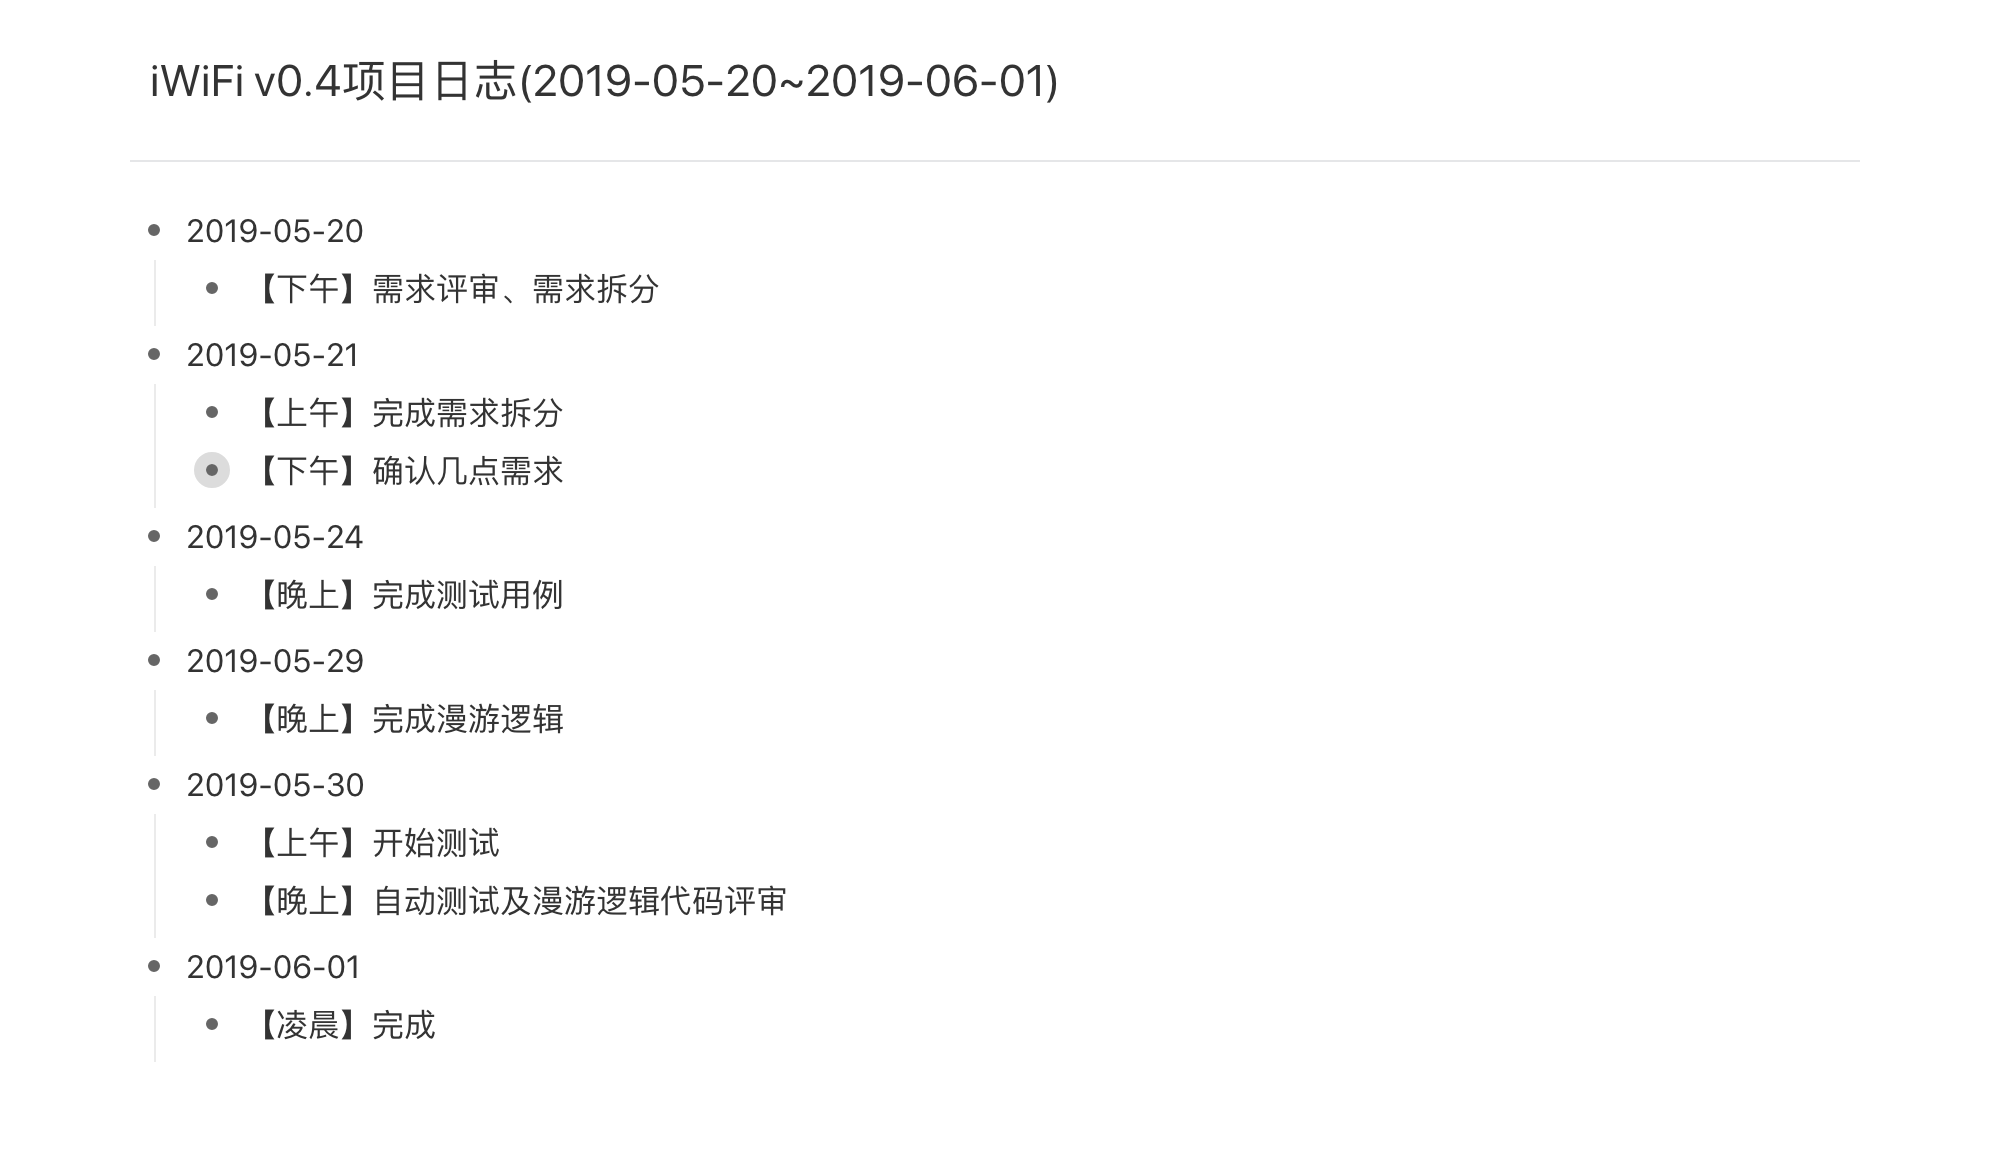 iWiFi v0.4项目日志(2019-05-20~2019-06-01)
2019-05-20
【下午】需求评审、需求拆分
2019-05-21
【上午】完成需求拆分
【下午】确认几点需求
2019-05-24
【晚上】完成测试用例
2019-05-29
【晚上】完成漫游逻辑
2019-05-30
【上午】开始测试
【晚上】自动测试及漫游逻辑代码评审
2019-06-01
【凌晨】完成